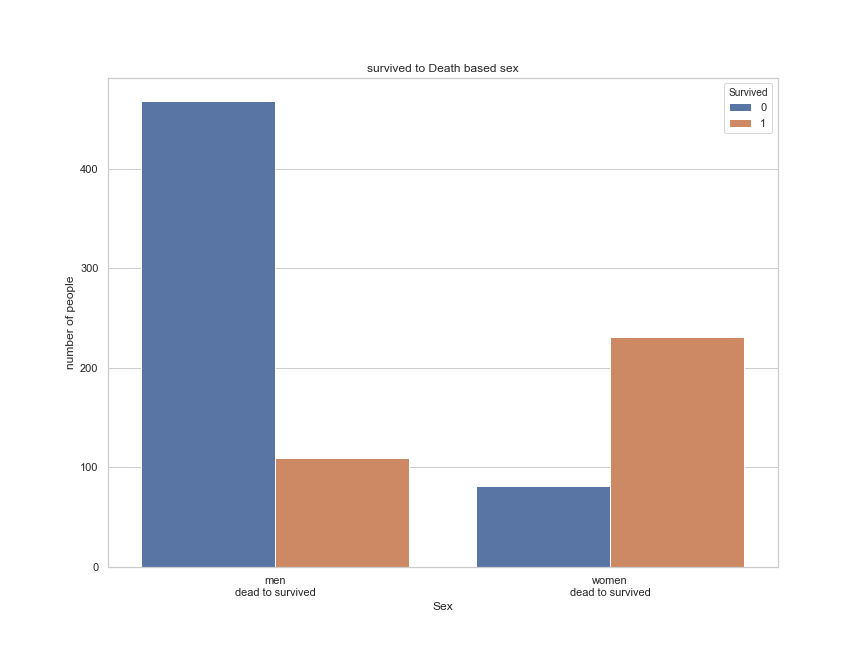 survived to Death based sex
Survived
0
1
number of people
400
300
200
100
0
men
dead to survived
women
dead to survived
Sex